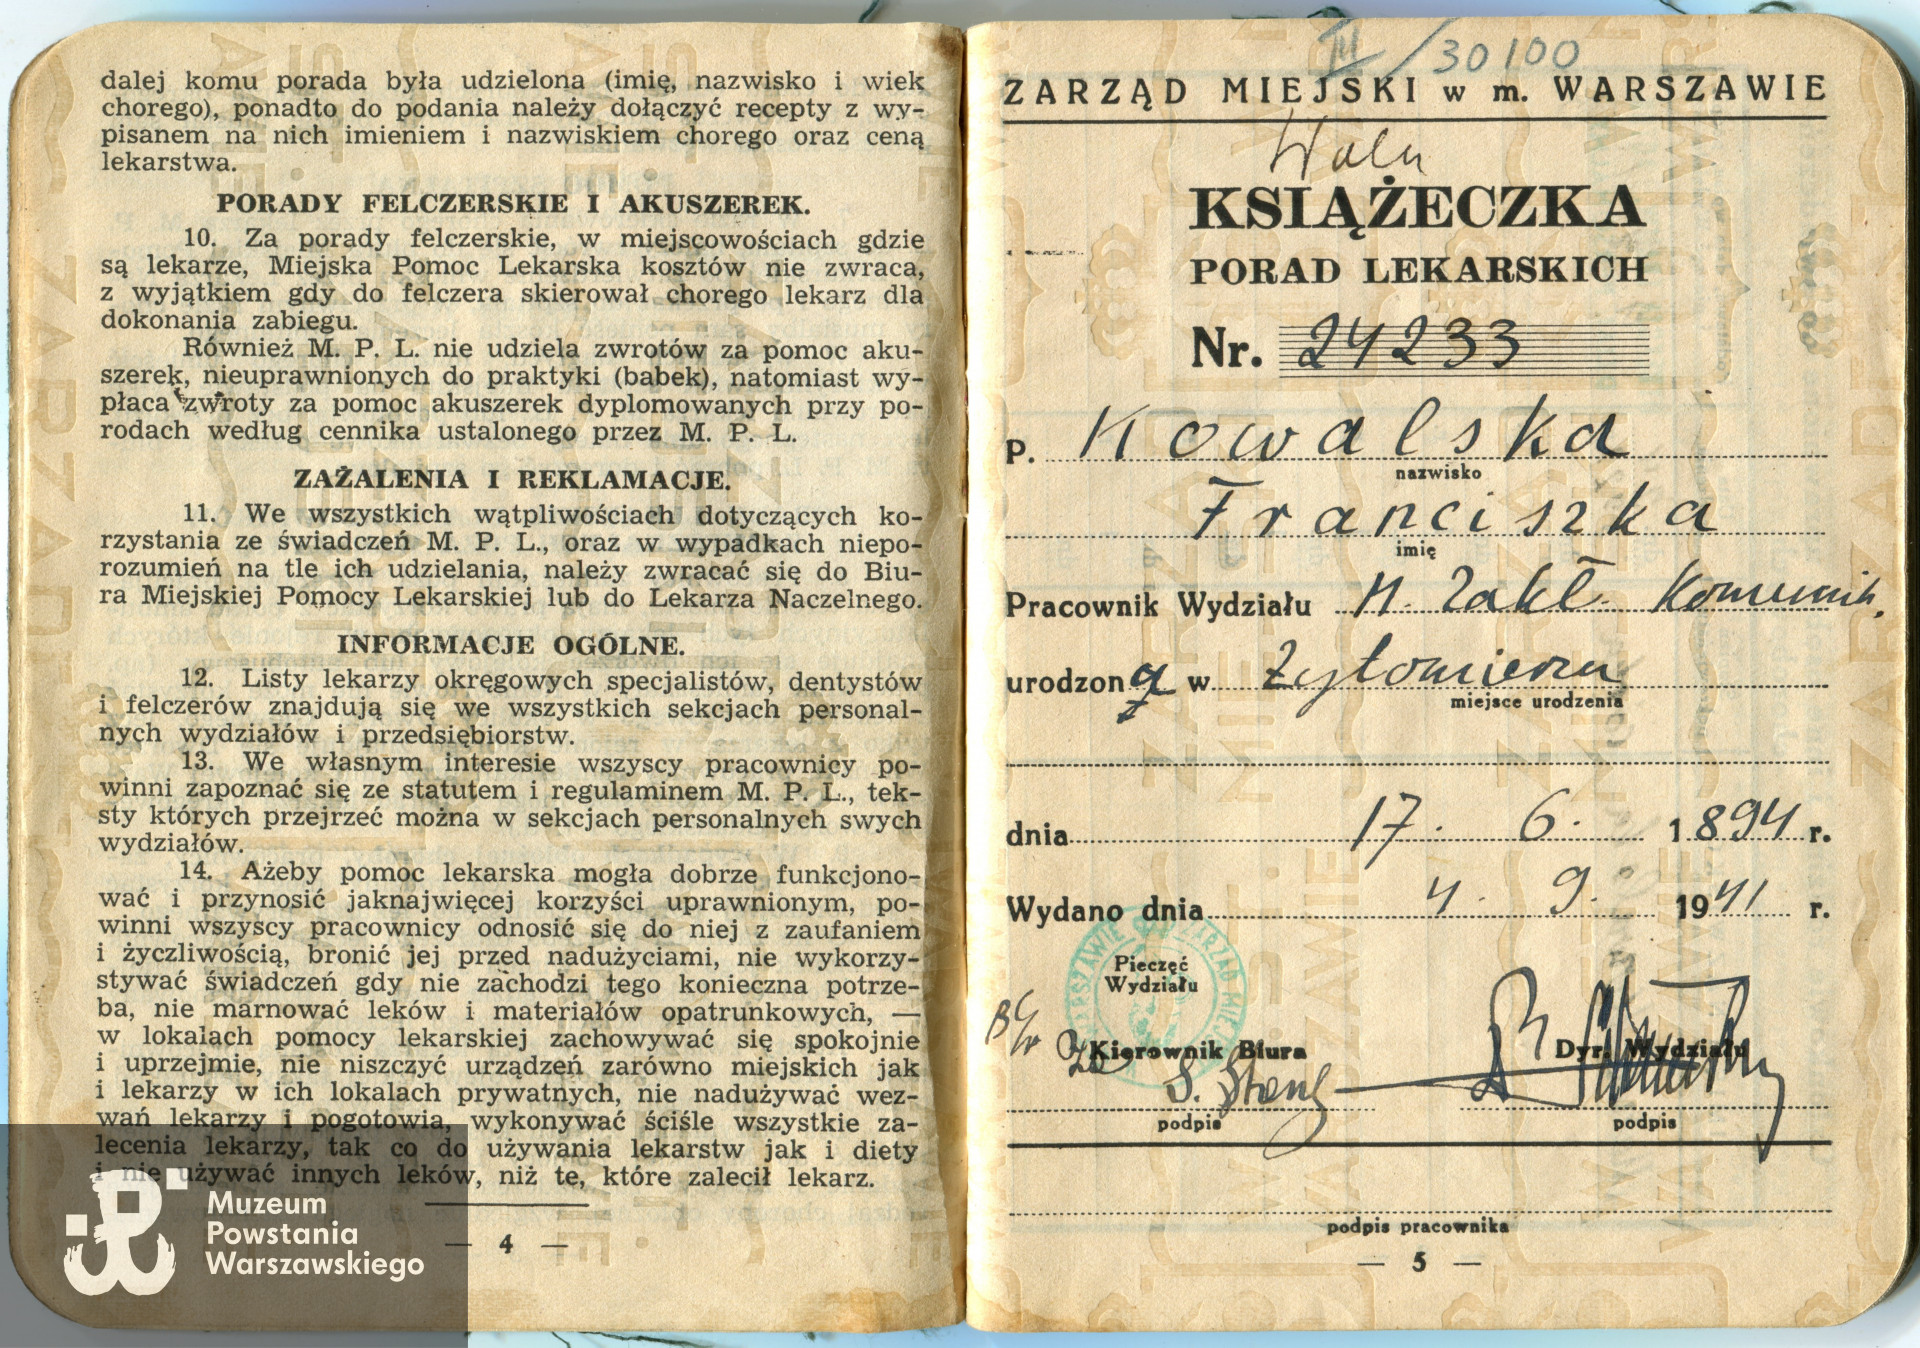 dalej komu porada była udzielona (imię, nazwisko i wiek
chorego), ponadto do podania należy dołączyć recepty z wy-
pisanem na nich imieniem i nazwiskiem chorego oraz ceną
lekarstwa.
PORADY FELCZERSKIE I AKUSZEREK.
10. Za porady felczerskie, w miejscowościach gdzie
są lekarze, Miejska Pomoc Lekarska kosztów nie zwraca,
z wyjątkiem gdy do felczera skierował chorego lekarz dla
dokonania zabiegu.
Również M. P. L. nie udziela zwrotów za pomoc aku-
szerek, nieuprawnionych do praktyki (babek), natomiast wy-
płaca zwroty za pomoc akuszerek dyplomowanych przy po-
rodach według cennika ustalonego przez M. P. L.
ZAŻALENIA I REKLAMACJE.
11. We wszystkich wątpliwościach dotyczących ko-
rzystania ze świadczeń M. P. L., oraz w wypadkach niepo-
rozumień na tle ich udzielania, należy zwracać się do Biu-
ra Miejskiej Pomocy Lekarskiej lub do Lekarza Naczelnego.
INFORMACJE OGÓLNE.
12. Listy lekarzy okręgowych specjalistów, dentystów
i felczerów znajdują się we wszystkich sekcjach personal-
nych wydziałów i przedsiębiorstw.
13. We własnym interesie wszyscy pracownicy po-
winni zapoznać się ze statutem i regulaminem M. P. L., tek-
sty których przejrzeć można w sekcjach personalnych swych
wydziałów.
14. Ażeby pomoc lekarska mogła dobrze funkcjono-
wać i przynosić jaknajwięcej korzyści uprawnionym, po-
winni wszyscy pracownicy odnosić się do niej z zaufaniem
i życzliwością, bronić jej przed nadużyciami, nie wykorzy-
stywać świadczeń gdy nie zachodzi tego konieczna potrze-
ba, nie marnować leków i materiałów opatrunkowych, —
w lokalach pomocy lekarskiej zachowywać się spokojnie
i uprzejmie, nie niszczyć urządzeń zarówno miejskich jak
i lekarzy w ich lokalach prywatnych, nie nadużywać wez-
wań lekarzy i pogotowia, wykonywać ściśle wszystkie za-
lecenia lekarzy, tak co do używania lekarstw jak i diety
i nie używać innych leków, niż te, które zalecił lekarz.
— 4 —
Muzeum
Powstania
Warszawskiego
III/30100
ZARZĄD MIEJSKI w m. WARSZAWIE
KSIĄŻECZKA
PORAD LEKARSKICH
Nr. 24233
P. Kowalska
nazwisko
Franciszka
imię
Pracownik Wydziału M. Zakł. Komunik.
urodzona w Żytomierzu
miejsce urodzenia
dnia 17. 6. 1894 r.
Wydano dnia 4. 9. 1941 r.
Pieczęć
Wydziału
Kierownik Biura
Dyr. Wydziału
podpis
podpis
podpis pracownika
— 5 —